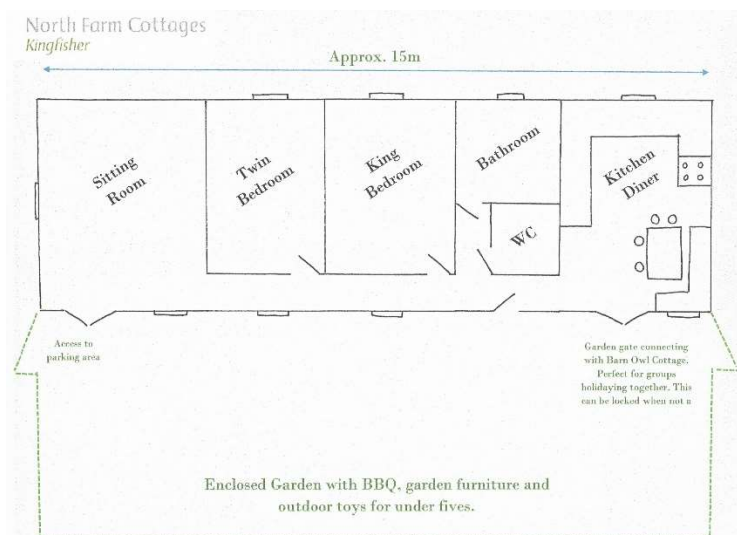 North Farm Cottages
Kingfisher
Approx. 15m
Sitting
Room
Twin
Bedroom
King
Bedroom
Bathroom
WC
Kitchen
Diner
Access to
parking area
Garden gate connecting
with Barn Owl Cottage.
Perfect for groups
holidaying together. This
can be locked when not a
Enclosed Garden with BBQ, garden furniture and
outdoor toys for under fives.